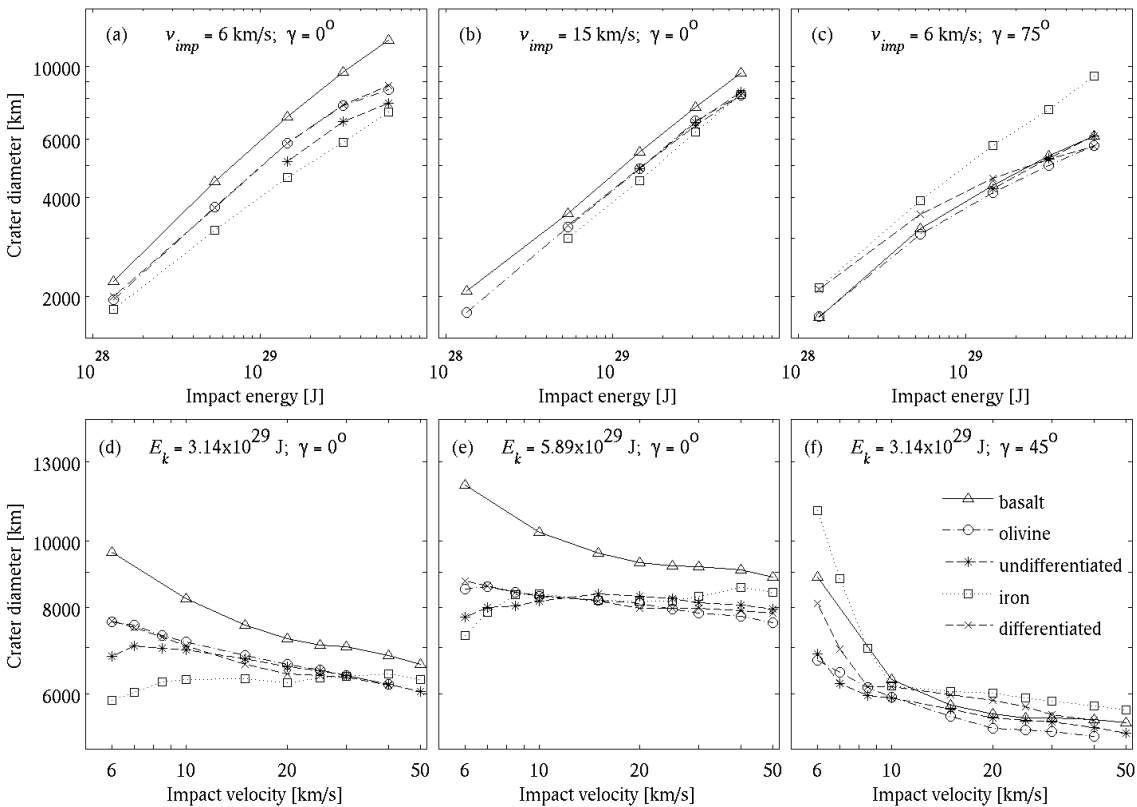 (a) v_imp = 6 km/s; γ = 0°
(b) v_imp = 15 km/s; γ = 0°
(c) v_imp = 6 km/s; γ = 75°
Crater diameter [km]
10000
6000
4000
2000
10^28 10^29
10^28 10^29
10^28 10^29
Impact energy [J]
Impact energy [J]
Impact energy [J]
(d) E_k = 3.14x10^29 J; γ = 0°
(e) E_k = 5.89x10^29 J; γ = 0°
(f) E_k = 3.14x10^29 J; γ = 45°
Crater diameter [km]
13000
10000
8000
6000
basalt
olivine
undifferentiated
iron
differentiated
6 10 20 50
6 10 20 50
6 10 20 50
Impact velocity [km/s]
Impact velocity [km/s]
Impact velocity [km/s]